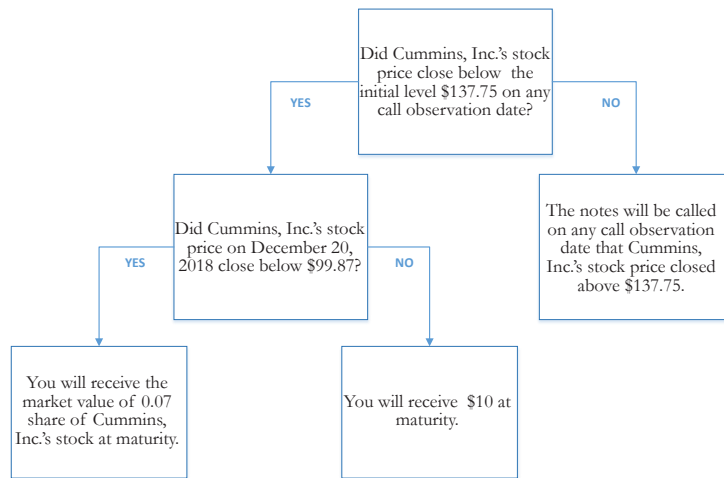 Did Cummins, Inc.'s stock
price close below the
initial level $137.75 on any
call observation date?
YES
NO
Did Cummins, Inc.'s stock
price on December 20,
2018 close below $99.87?
The notes will be called
on any call observation
date that Cummins,
Inc.'s stock price closed
above $137.75.
YES
NO
You will receive the
market value of 0.07
share of Cummins,
Inc.'s stock at maturity.
You will receive $10 at
maturity.